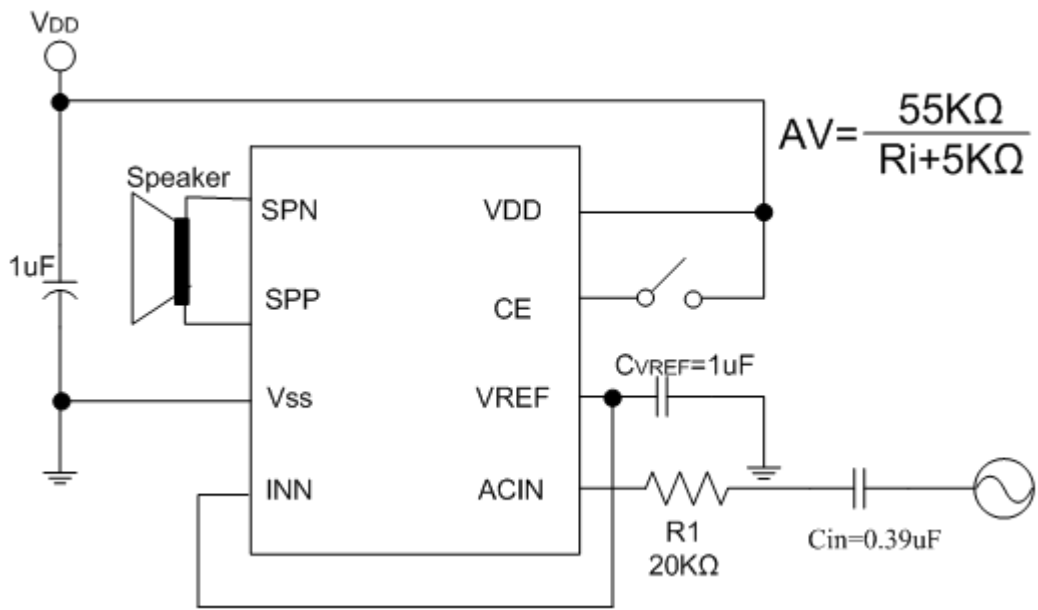 VDD
AV=55KΩ
Ri+5KΩ
Speaker
SPN
VDD
1uF
SPP
CE
CVREF=1uF
Vss
VREF
INN
ACIN
R1
20KΩ
Cin=0.39uF